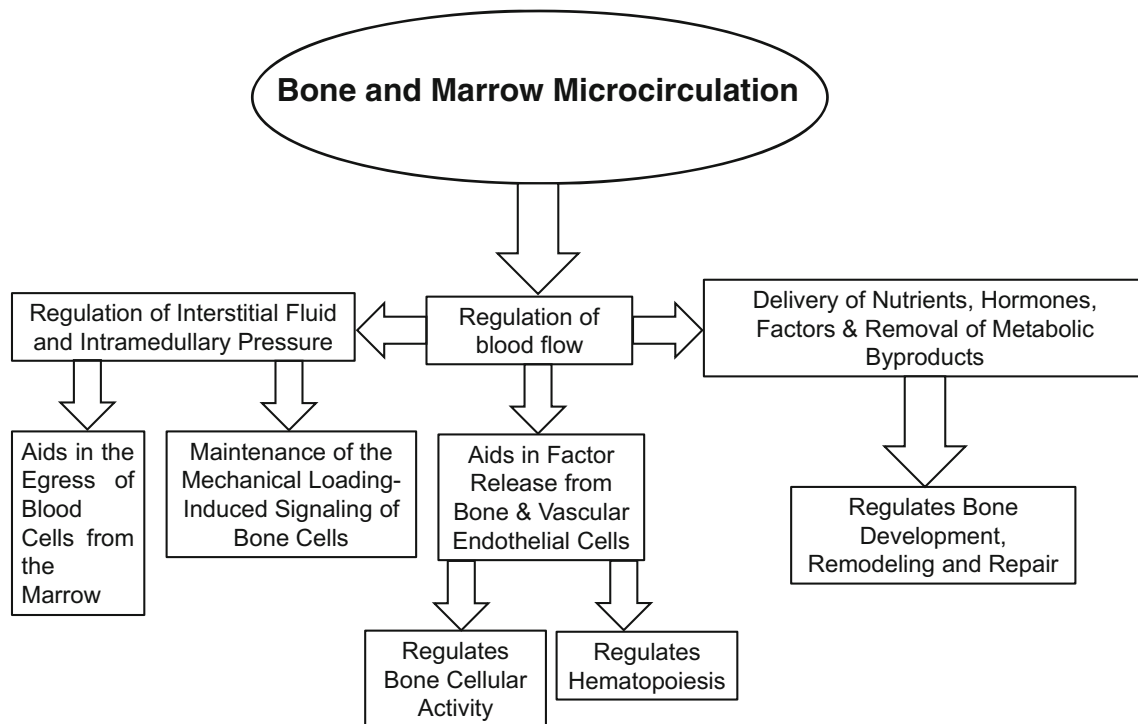 Bone and Marrow Microcirculation
Regulation of Interstitial Fluid
and Intramedullary Pressure
Regulation of
blood flow
Delivery of Nutrients, Hormones,
Factors & Removal of Metabolic
Byproducts
Aids in the
Egress of
Blood
Cells from
the
Marrow
Maintenance of the
Mechanical Loading-
Induced Signaling of
Bone Cells
Aids in Factor
Release from
Bone & Vascular
Endothelial Cells
Regulates Bone
Development,
Remodeling and Repair
Regulates
Bone Cellular
Activity
Regulates
Hematopoiesis